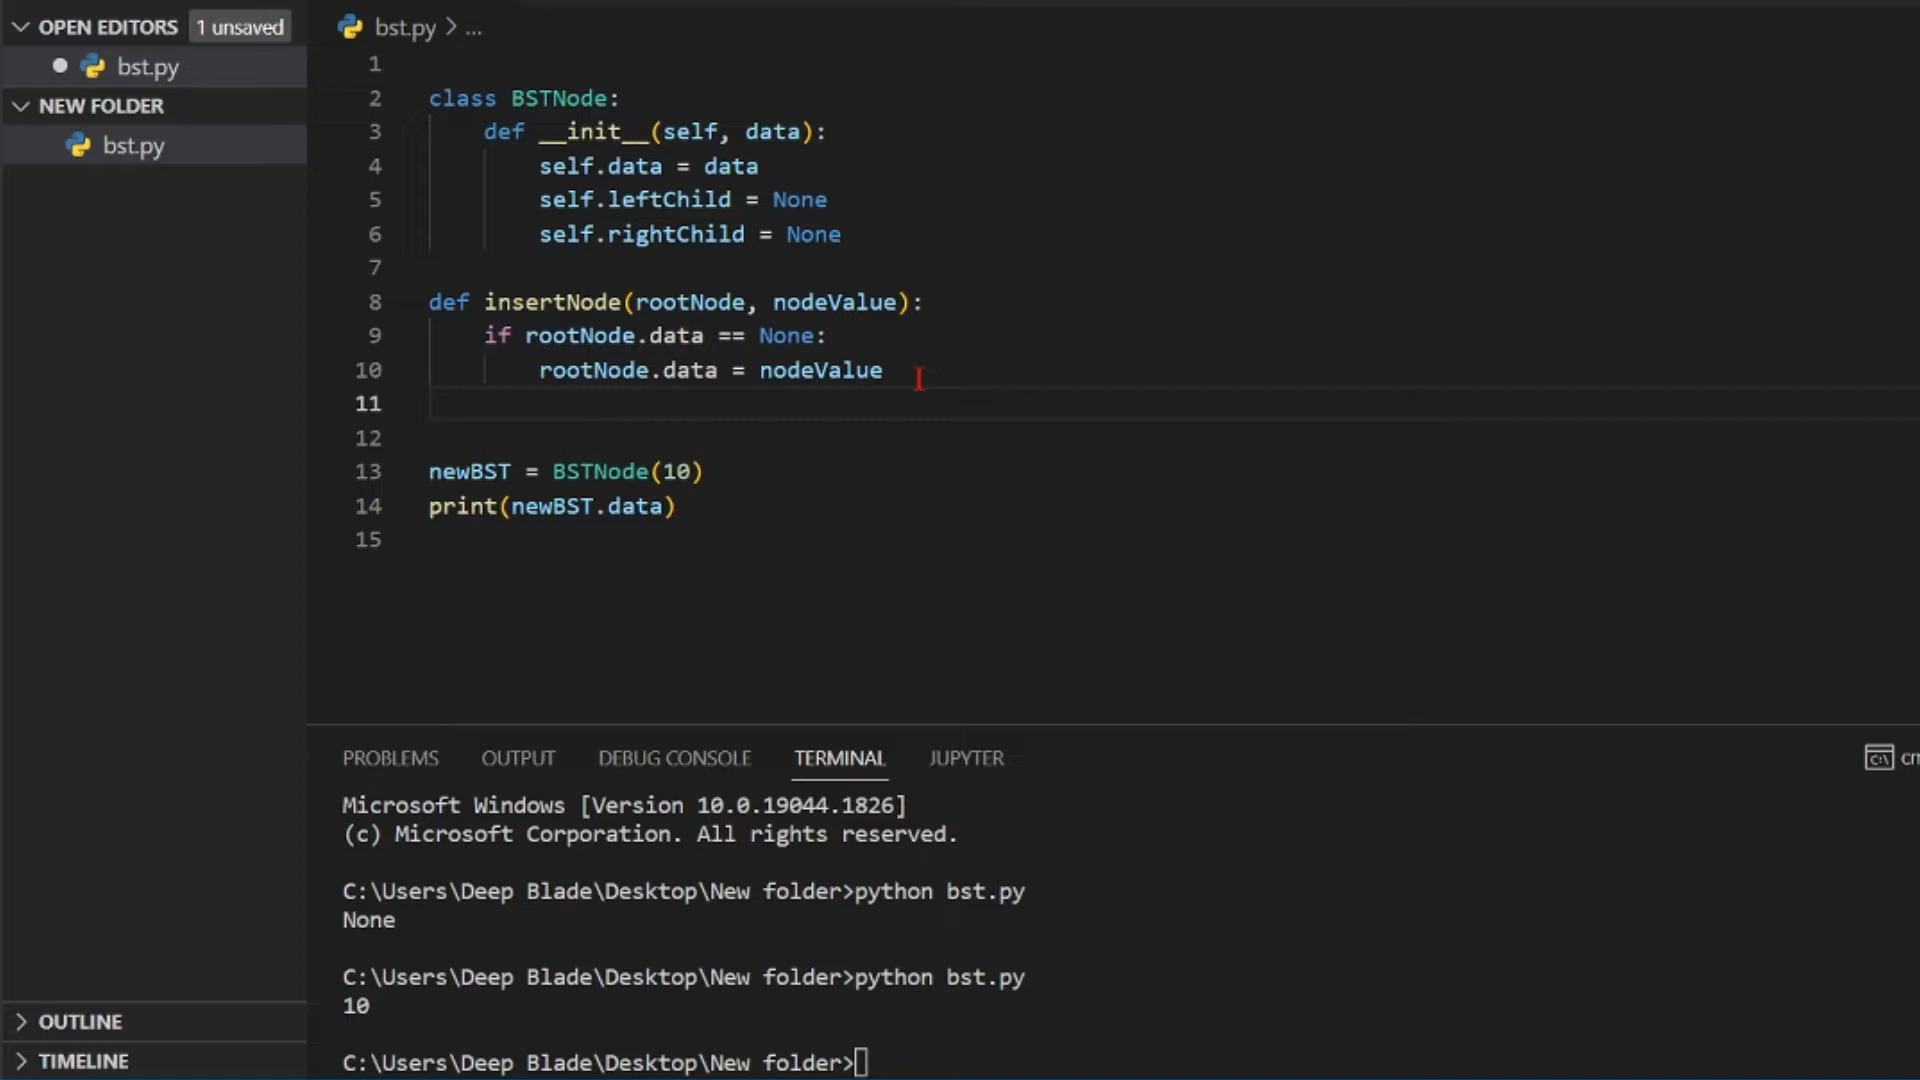 OPEN EDITORS 1 unsaved
bst.py
NEW FOLDER
bst.py
OUTLINE
TIMELINE
bst.py > ...
1
2 class BSTNode:
3 def __init__(self, data):
4 self.data = data
5 self.leftChild = None
6 self.rightChild = None
7
8 def insertNode(rootNode, nodeValue):
9 if rootNode.data == None:
10 rootNode.data = nodeValue
11
12
13 newBST = BSTNode(10)
14 print(newBST.data)
15
PROBLEMS OUTPUT DEBUG CONSOLE TERMINAL JUPYTER
Microsoft Windows [Version 10.0.19044.1826]
(c) Microsoft Corporation. All rights reserved.
C:\Users\Deep Blade\Desktop\New folder>python bst.py
None
C:\Users\Deep Blade\Desktop\New folder>python bst.py
10
C:\Users\Deep Blade\Desktop\New folder>